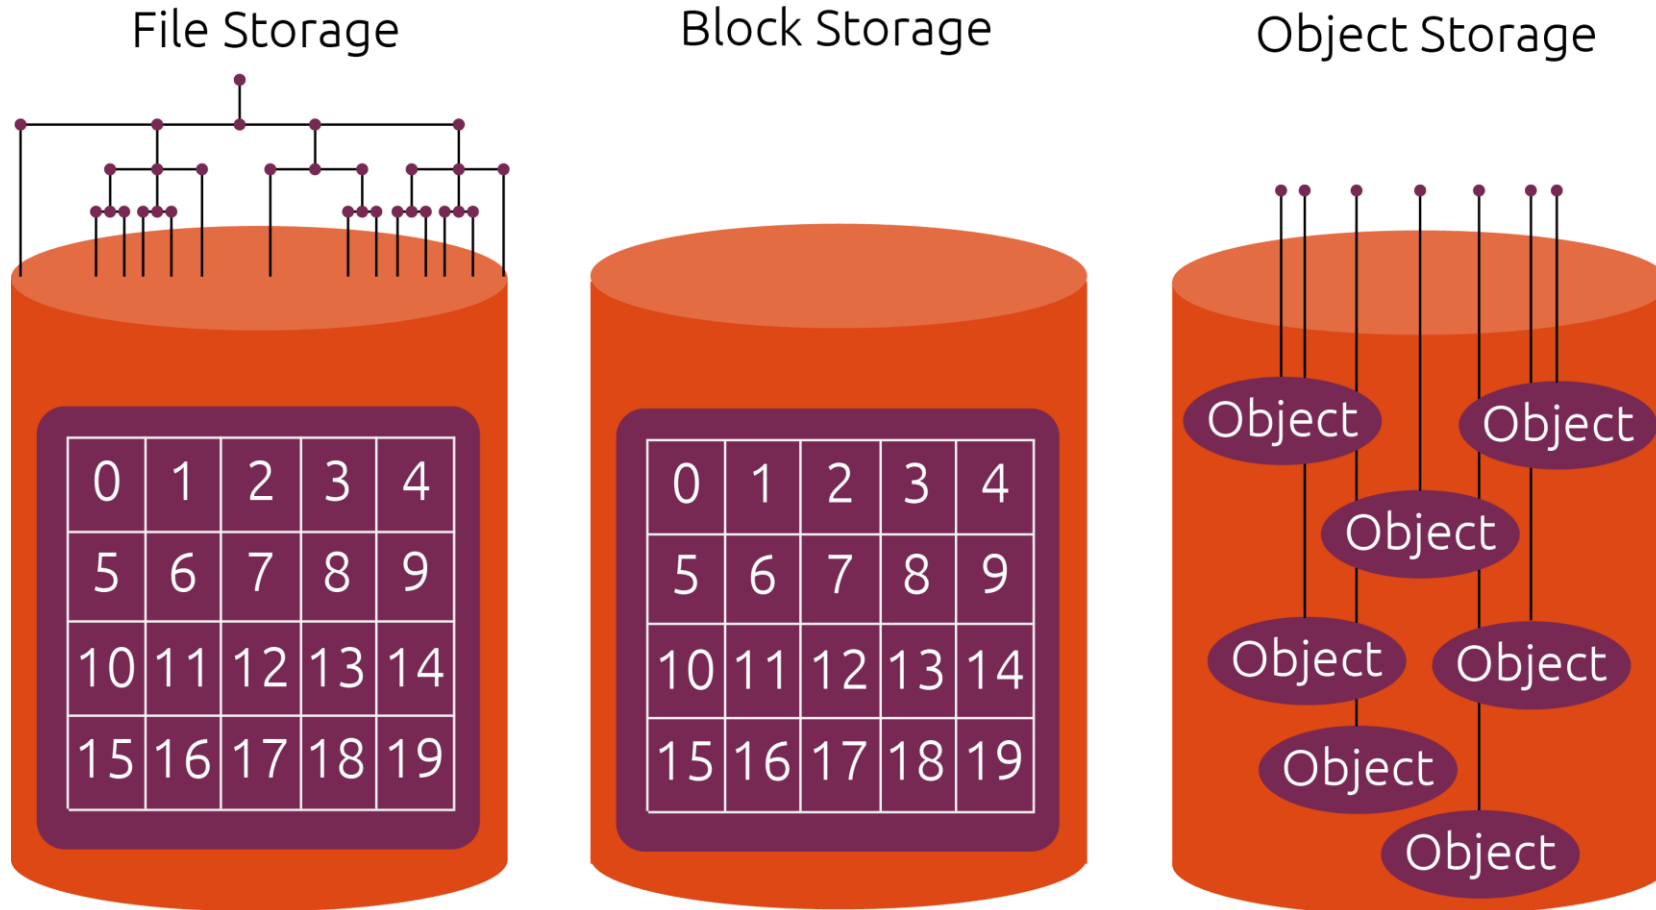 File Storage
Block Storage
Object Storage
0 1 2 3 4
5 6 7 8 9
10 11 12 13 14
15 16 17 18 19
0 1 2 3 4
5 6 7 8 9
10 11 12 13 14
15 16 17 18 19
Object
Object
Object
Object
Object
Object
Object